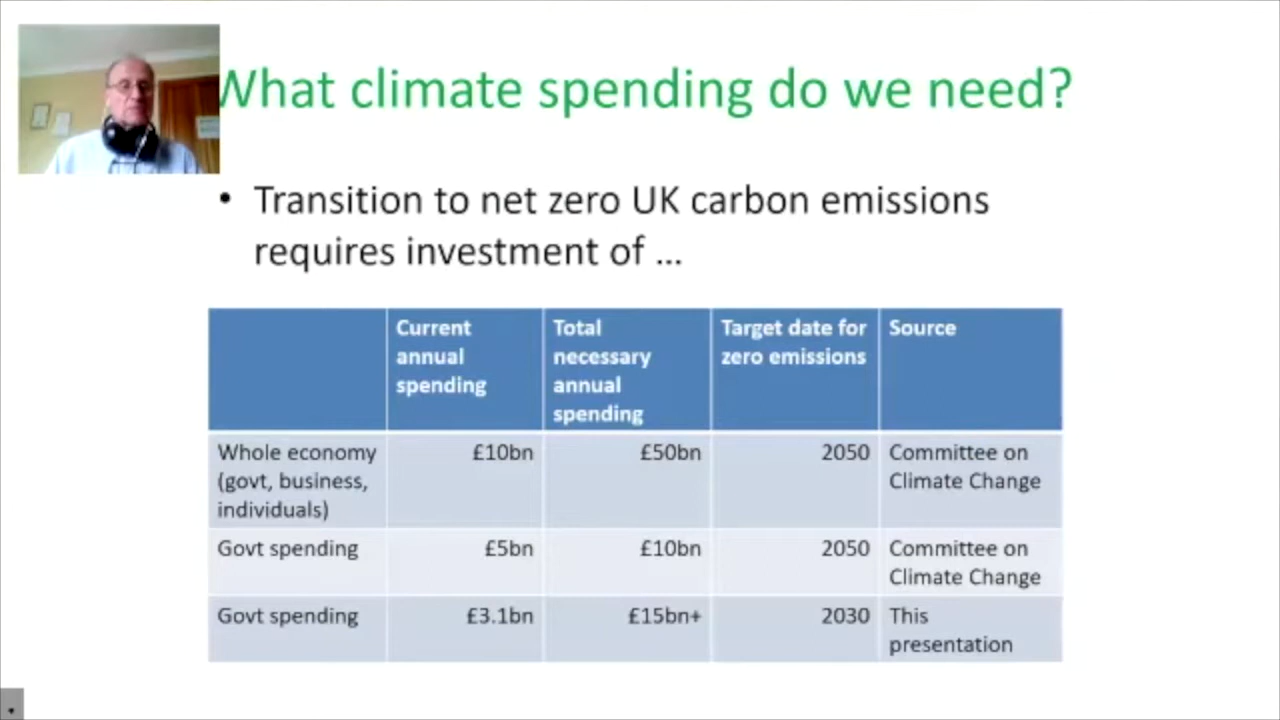 What climate spending do we need?
• Transition to net zero UK carbon emissions
requires investment of ...
Current
annual
spending
Total
necessary
annual
spending
Target date for
zero emissions
Source
Whole economy
(govt, business,
individuals)
£10bn
£50bn
2050
Committee on
Climate Change
Govt spending
£5bn
£10bn
2050
Committee on
Climate Change
Govt spending
£3.1bn
£15bn+
2030
This
presentation